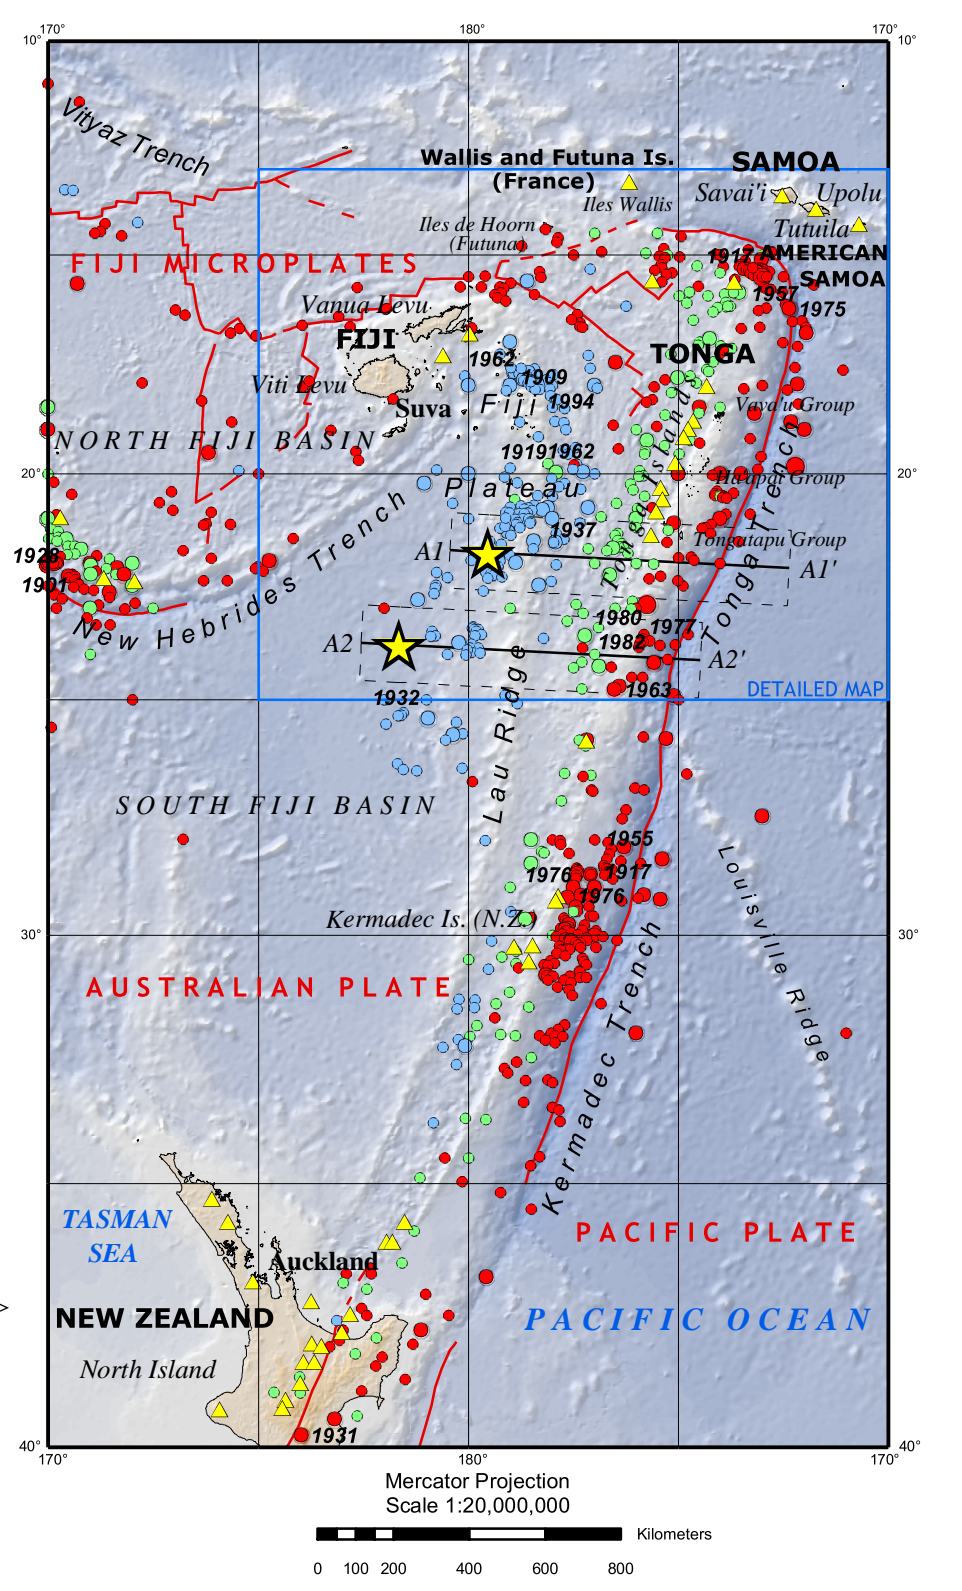 170°
180°
170°
10°
10°
Vityaz Trench
Wallis and Futuna Is.
(France)
SAMOA
Savai'i
Upolu
Iles Wallis
Iles de Hoorn
(Futuna)
Tutuila
AMERICAN
SAMOA
1917
FIJI MICROPLATES
1957
1975
Vanua Levu
FIJI
1962
TONGA
1909
Viti Levu
Suva
Fiji
1994
Vava'u Group
NORTH FIJI BASIN
1919
1962
20°
20°
Plateau
Ha'apai Group
Tonga Islands
Tonga Trench
1937
Tongatapu Group
1928
A1
A1'
1901
New Hebrides Trench
1980
1977
A2
1982
A2'
1932
1963
DETAILED MAP
Lau Ridge
SOUTH FIJI BASIN
1955
1976
1917
1976
Louisville Ridge
Kermadec Is. (N.Z.)
30°
30°
AUSTRALIAN PLATE
Kermadec Trench
TASMAN
SEA
PACIFIC PLATE
Auckland
NEW ZEALAND
PACIFIC OCEAN
North Island
1931
40°
40°
170°
180°
170°
Mercator Projection
Scale 1:20,000,000
Kilometers
0 100 200 400 600 800